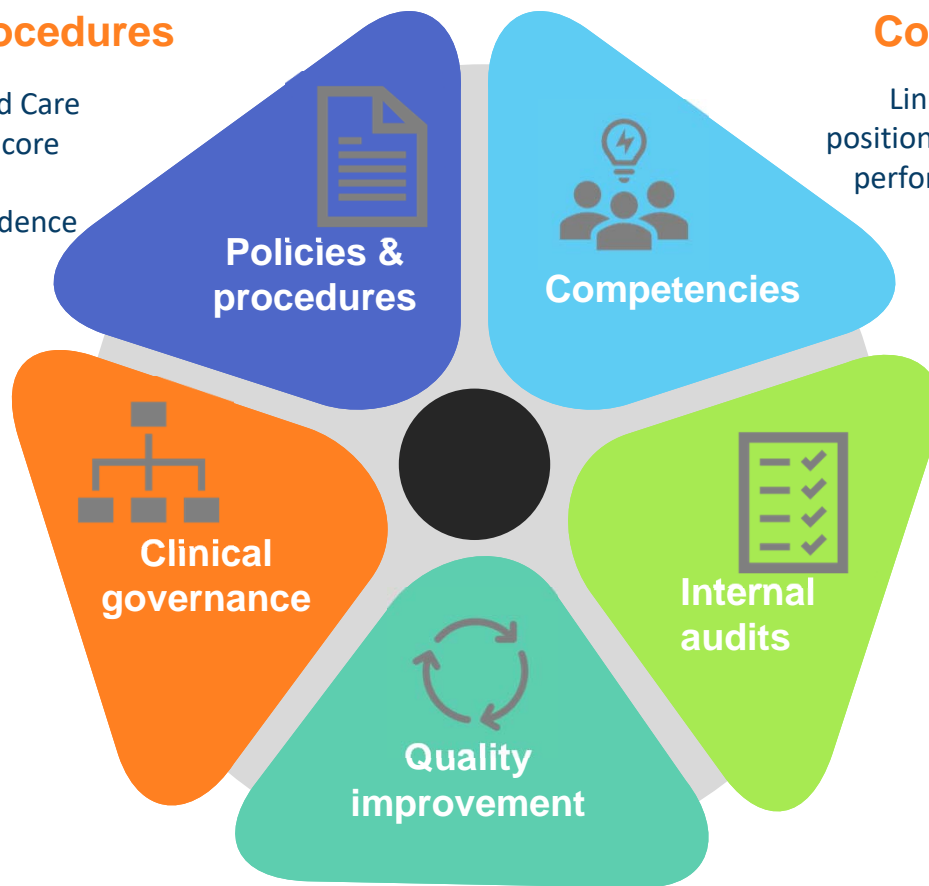 ocedures
d Care
core
dence
Co
Lin
position
perfor
Policies &
procedures
Competencies
Clinical
governance
Internal
audits
Quality
improvement